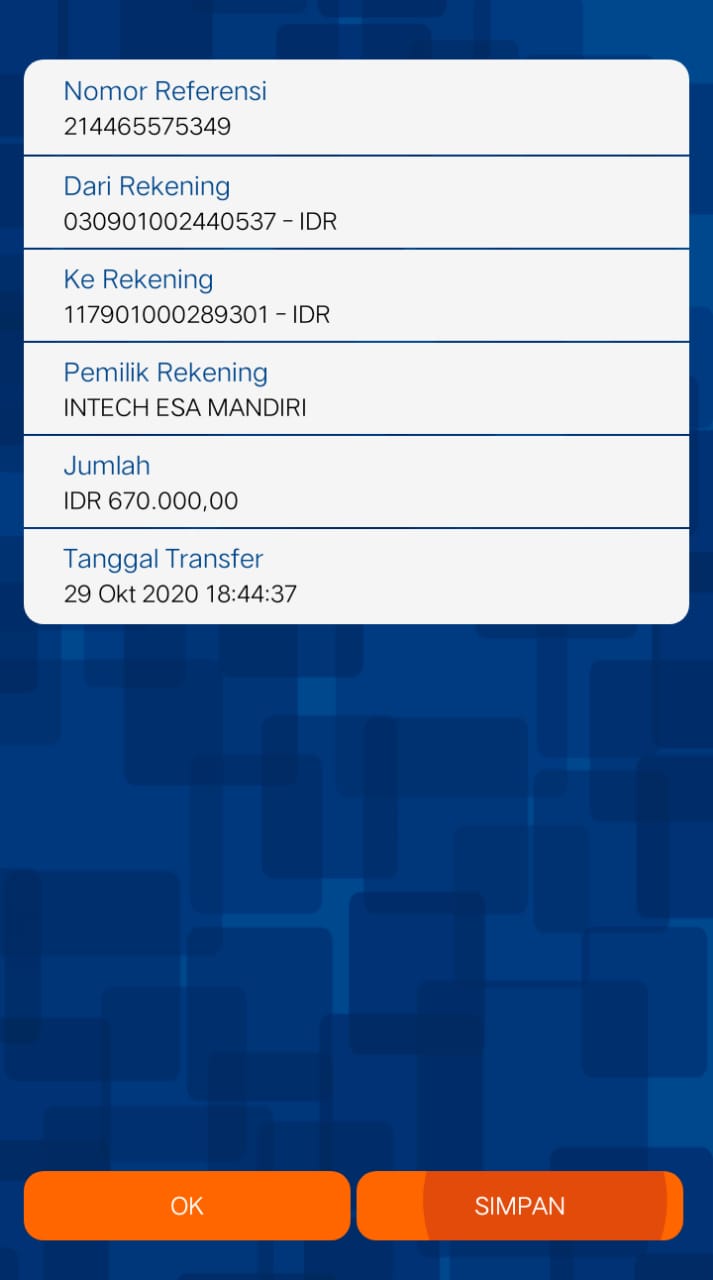 Nomor Referensi
214465575349
Dari Rekening
030901002440537 – IDR
Ke Rekening
117901000289301 – IDR
Pemilik Rekening
INTECH ESA MANDIRI
Jumlah
IDR 670.000,00
Tanggal Transfer
29 Okt 2020 18:44:37
OK
SIMPAN